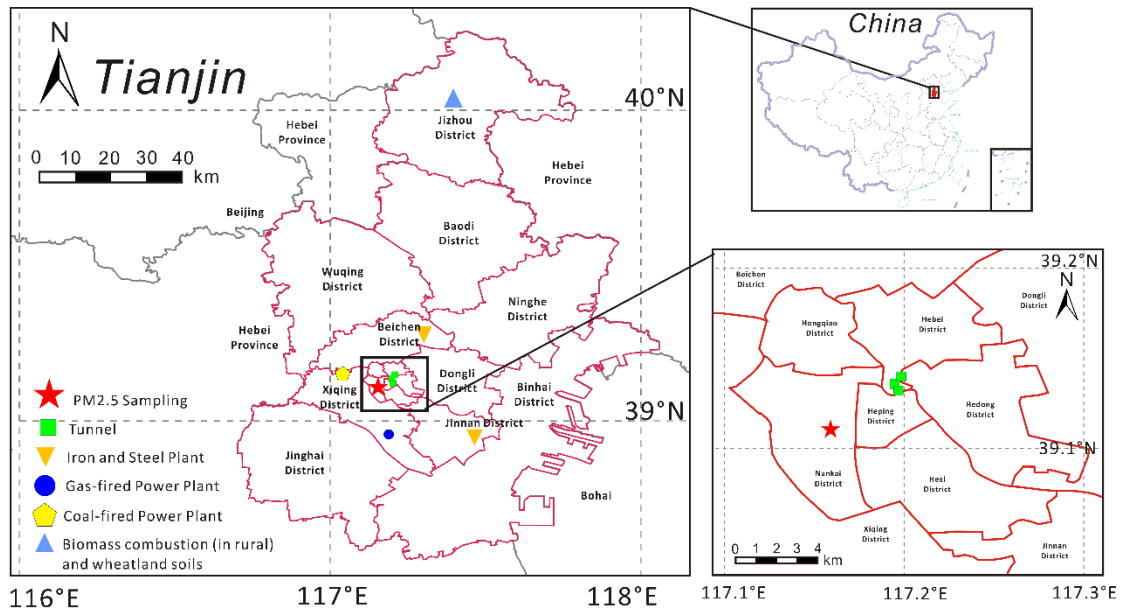 N
Tianjin
0 10 20 30 40
km
Hebei
Province
Beijing
Jizhou
District
40°N
Hebei
Province
Baodi
District
Wuqing
District
Ninghe
District
Hebei
Province
Beichen
District
Dongli
District
Binhai
District
Xiqing
District
39°N
Jinnan District
Jinghai
District
Bohai
PM2.5 Sampling
Tunnel
Iron and Steel Plant
Gas-fired Power Plant
Coal-fired Power Plant
Biomass combustion (in rural)
and wheatland soils
116°E
117°E
118°E
China
39.2°N
N
Beichen
District
Dongli
District
Hongqiao
District
Hebei
District
Heping
District
Hedong
District
39.1°N
Nankai
District
Hexi
District
Xiqing
District
Jinnan
District
0 1 2 3 4
km
117.1°E
117.2°E
117.3°E